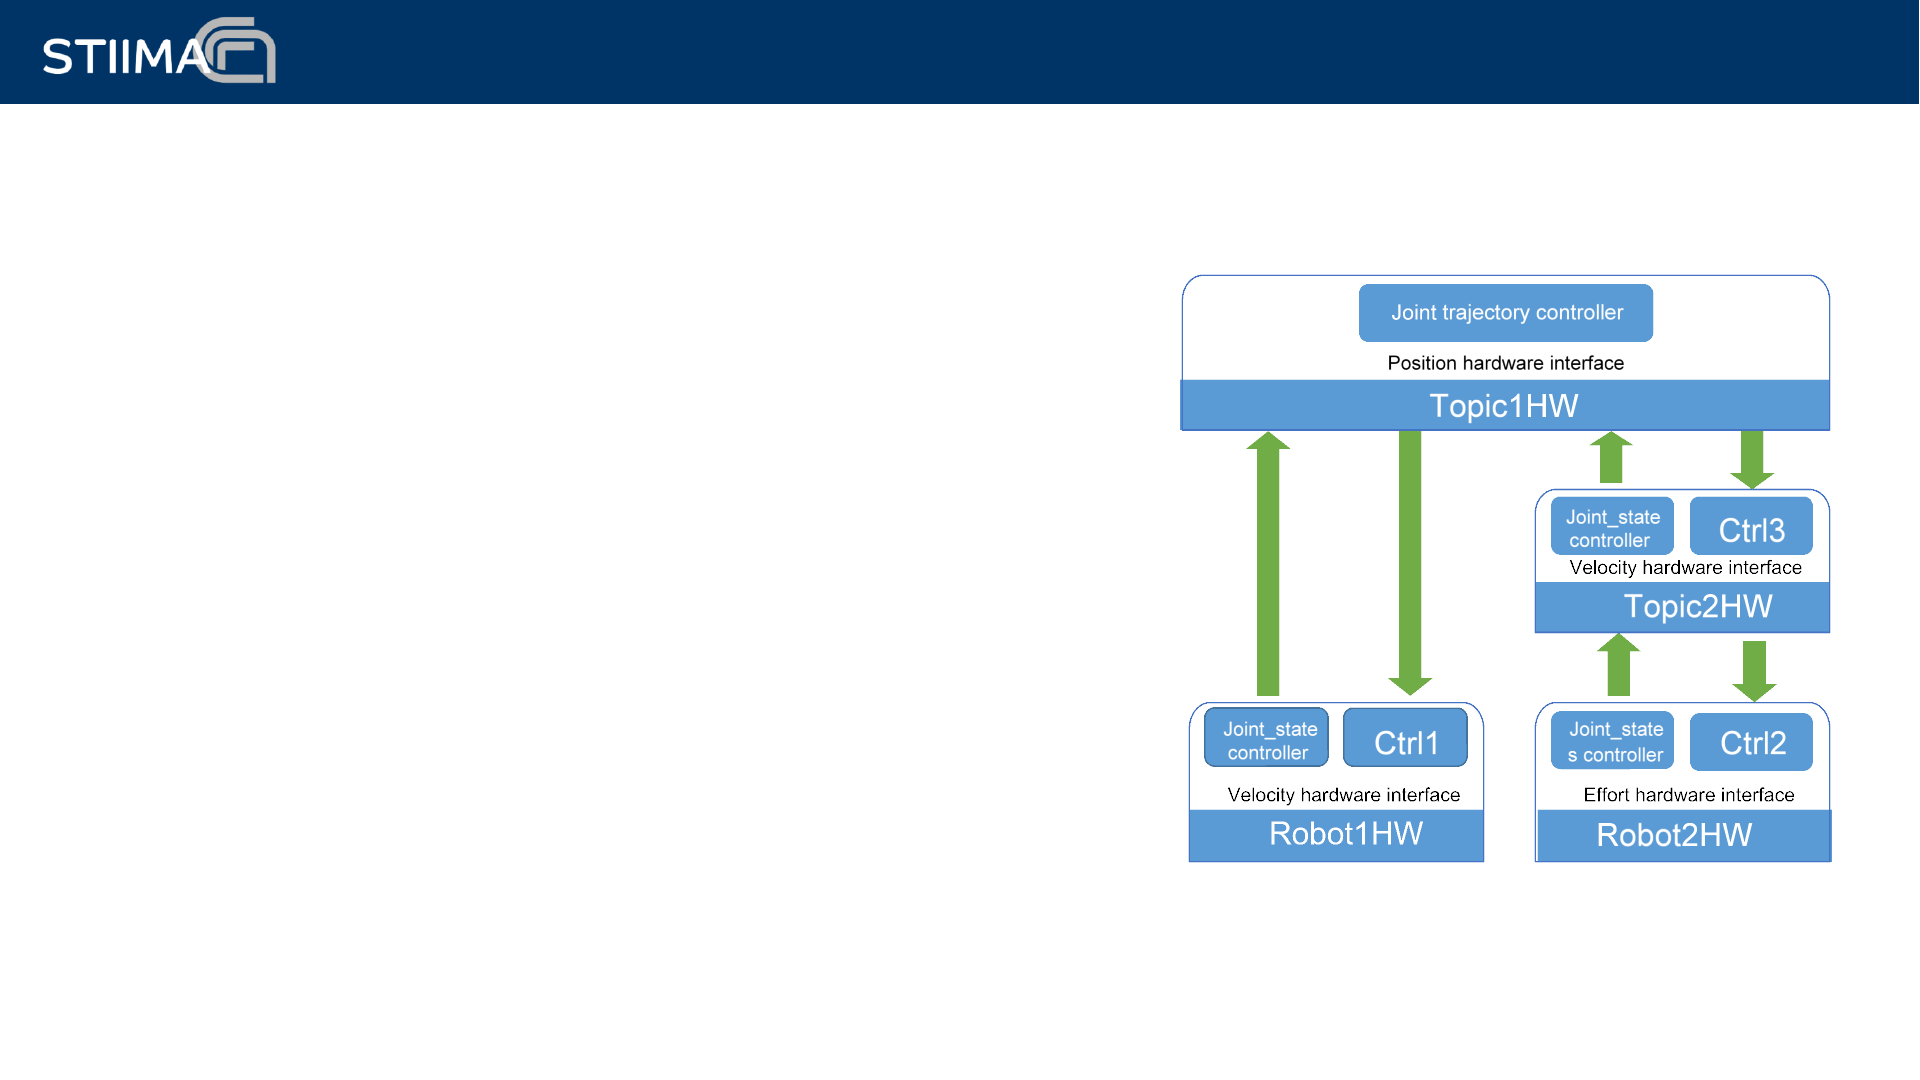 STIIMA
Joint trajectory controller
Position hardware interface
Topic1HW
Joint_state
controller
Ctrl3
Velocity hardware interface
Topic2HW
Joint_state
controller
Ctrl1
Velocity hardware interface
Robot1HW
Joint_state
s controller
Ctrl2
Effort hardware interface
Robot2HW